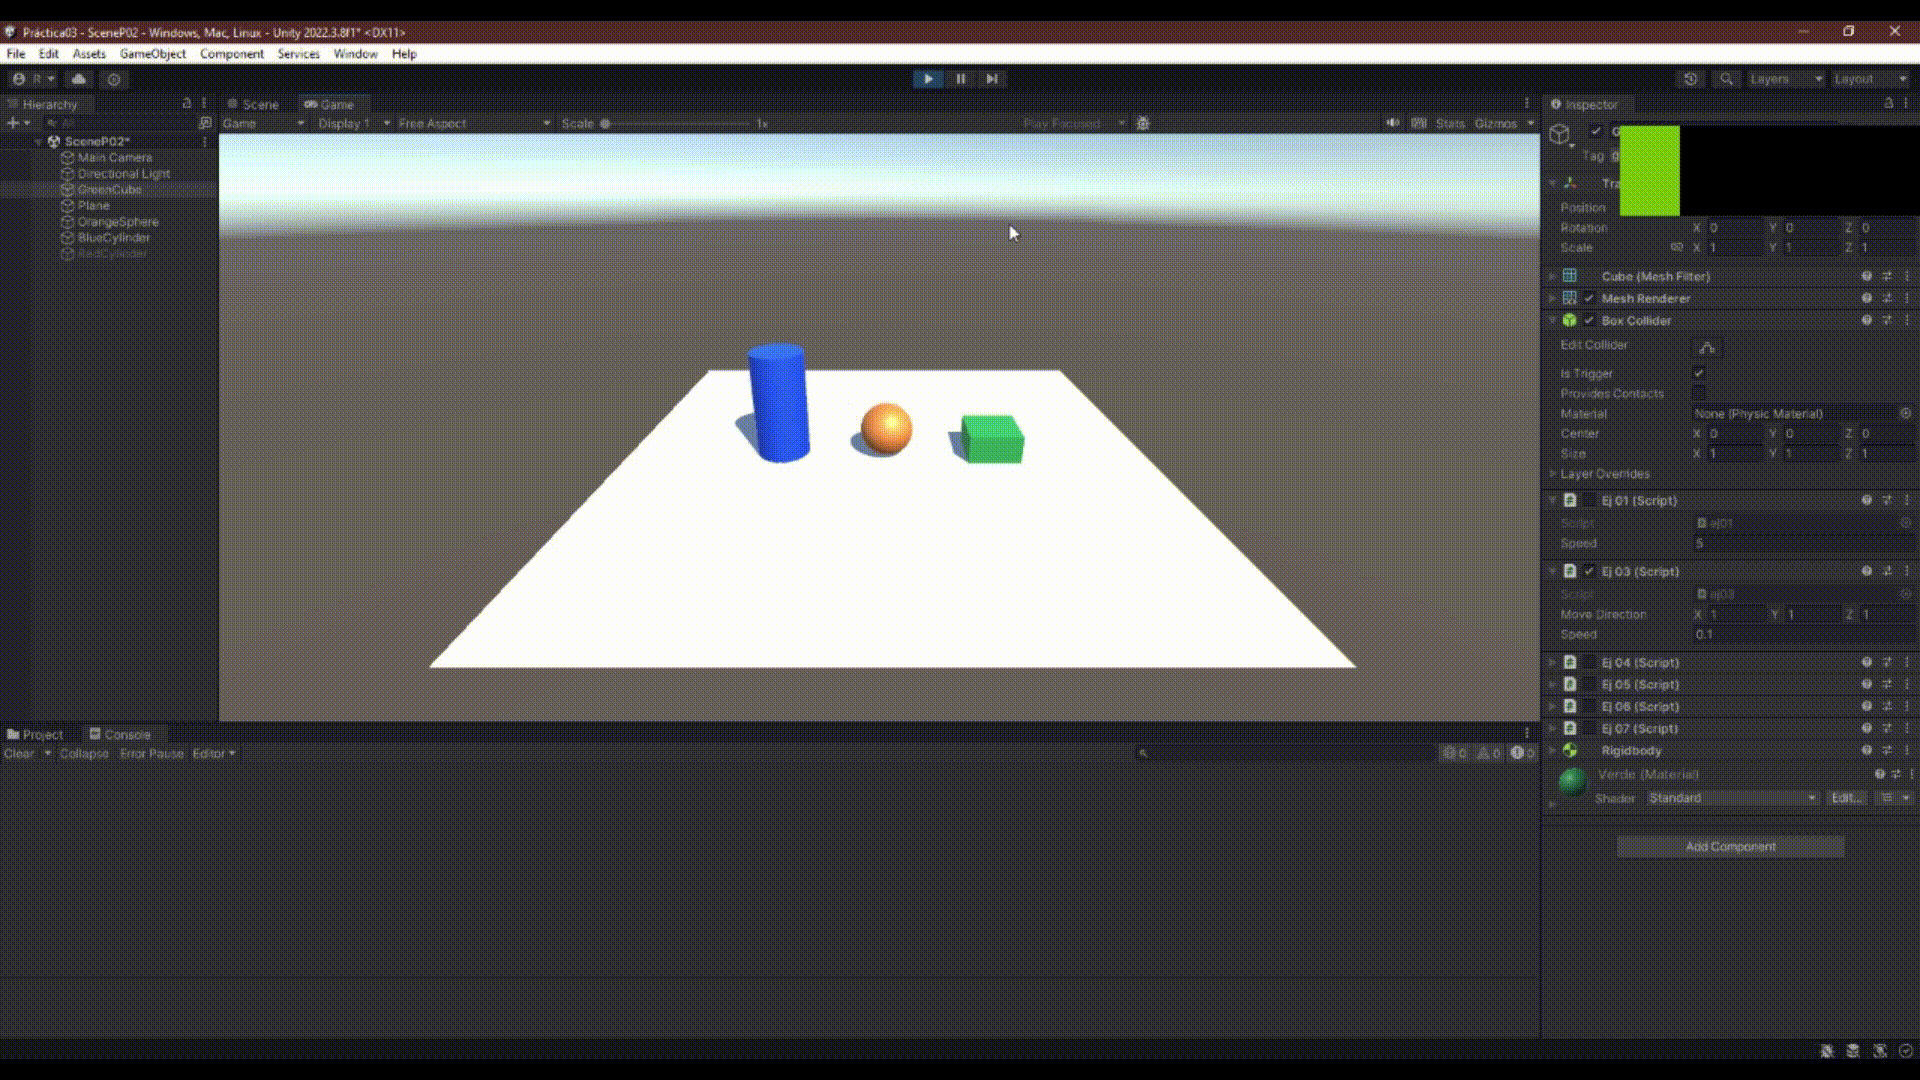 Práctica03 - SceneP02 - Windows, Mac, Linux - Unity 2022.3.8f1* <DX11>
File Edit Assets GameObject Component Services Window Help
R Layers Layout
Hierarchy Scene Game Inspector
All Game Display 1 Free Aspect Scale 1x Play Focused Stats Gizmos
SceneP02*
Main Camera
Directional Light
GreenCube
Plane
OrangeSphere
BlueCylinder
RedCylinder
Tag
Position
Rotation X 0 Y 0 Z 0
Scale X 1 Y 1 Z 1
Cube (Mesh Filter)
Mesh Renderer
Box Collider
Edit Collider
Is Trigger
Provides Contacts
Material None (Physic Material)
Center X 0 Y 0 Z 0
Size X 1 Y 1 Z 1
Layer Overrides
Ej 01 (Script)
Script ej01
Speed 5
Ej 03 (Script)
Script ej03
Move Direction X 1 Y 1 Z 1
Speed 0.1
Ej 04 (Script)
Ej 05 (Script)
Ej 06 (Script)
Ej 07 (Script)
Rigidbody
Verde (Material)
Shader Standard Edit...
Add Component
Project Console
Clear Collapse Error Pause Editor 0 0 0